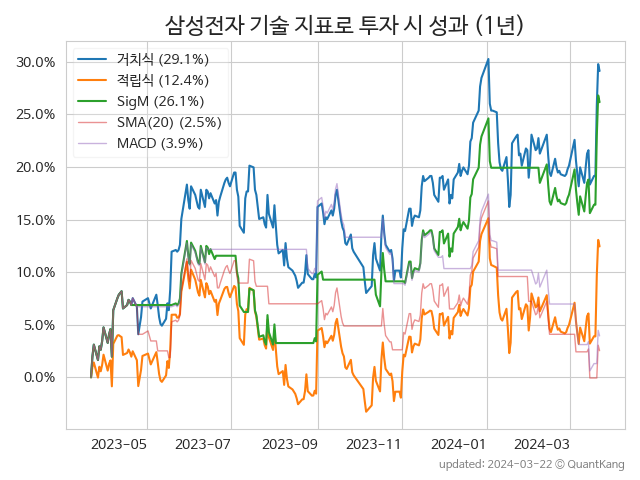 삼성전자 기술 지표로 투자 시 성과 (1년)
30.0%
25.0%
20.0%
15.0%
10.0%
5.0%
0.0%
거치식 (29.1%)
적립식 (12.4%)
SigM (26.1%)
SMA(20) (2.5%)
MACD (3.9%)
2023-05 2023-07 2023-09 2023-11 2024-01 2024-03
updated: 2024-03-22 © QuantKang